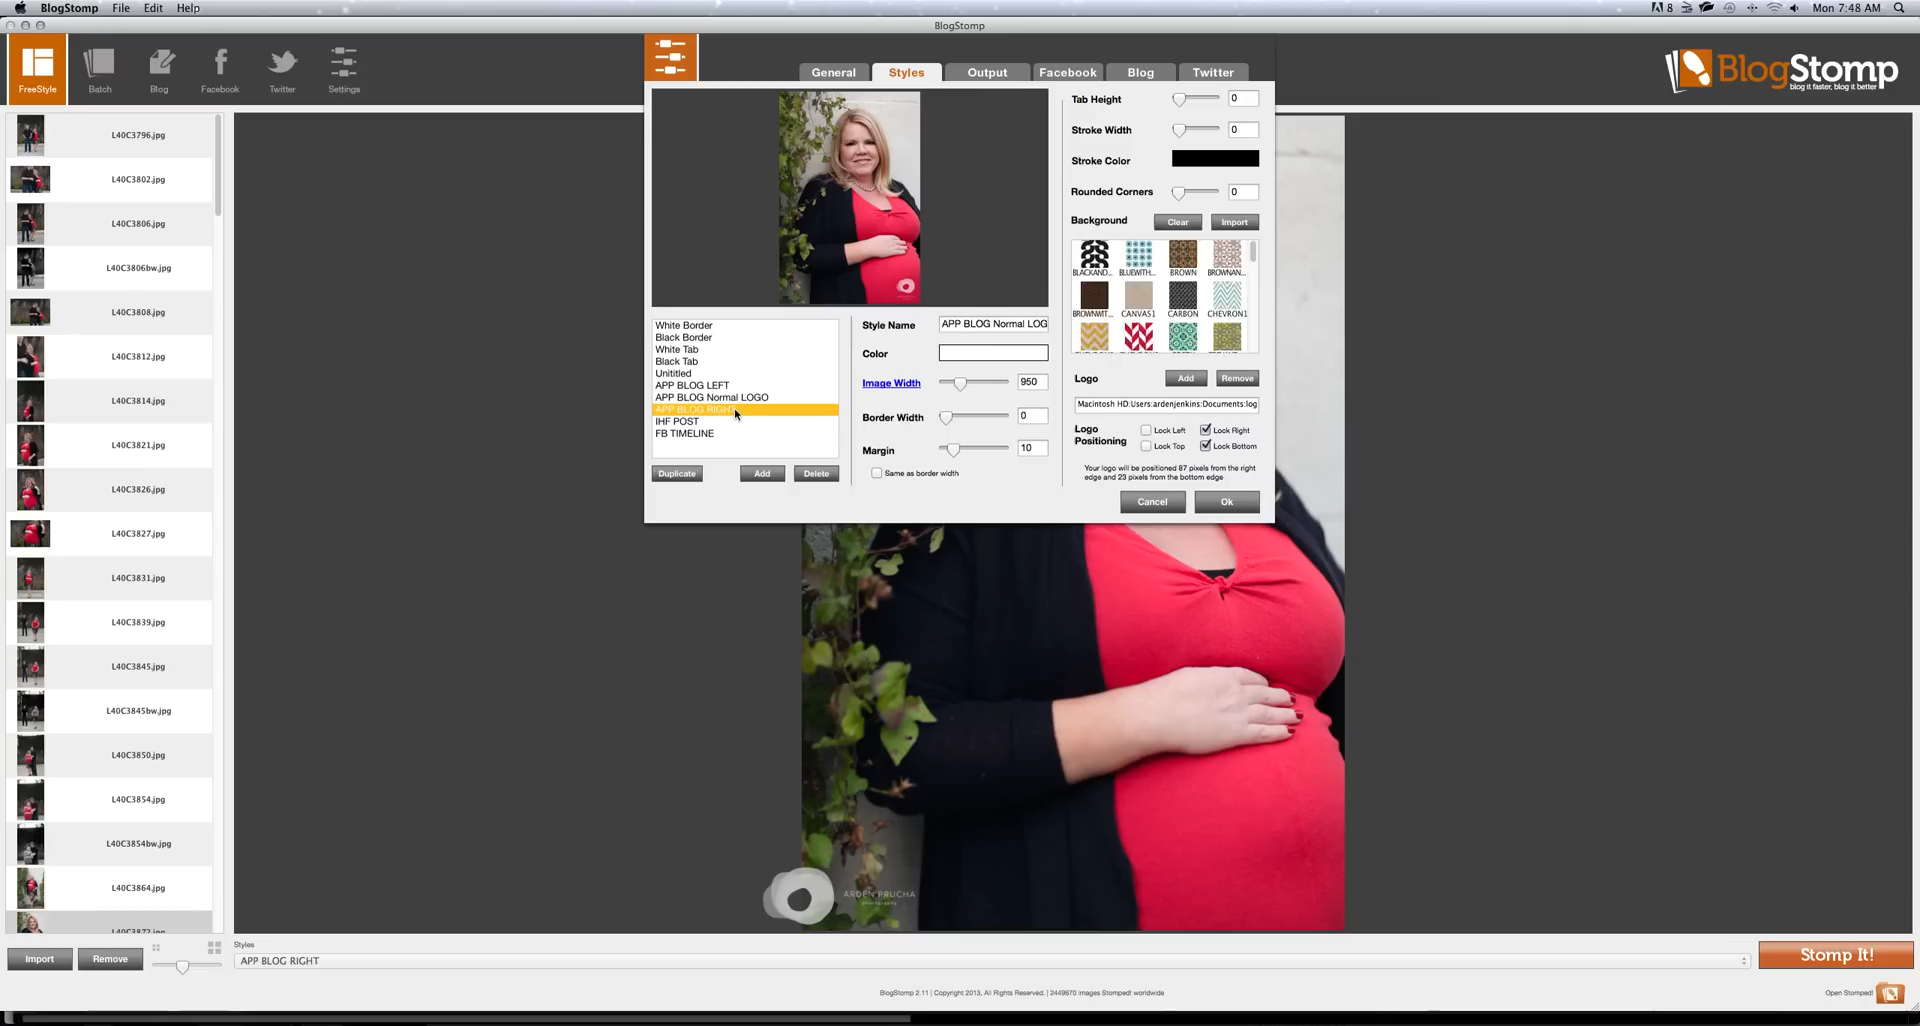 BlogStomp File Edit Help
8 Mon 7:48 AM
BlogStomp
FreeStyle Batch Blog Facebook Twitter Settings
General Styles Output Facebook Blog Twitter
BlogStomp
blog it faster, blog it better
L40C3796.jpg
L40C3802.jpg
L40C3806.jpg
L40C3806bw.jpg
L40C3808.jpg
L40C3812.jpg
L40C3814.jpg
L40C3821.jpg
L40C3826.jpg
L40C3827.jpg
L40C3831.jpg
L40C3839.jpg
L40C3845.jpg
L40C3845bw.jpg
L40C3850.jpg
L40C3854.jpg
L40C3854bw.jpg
L40C3864.jpg
L40C3872.jpg
White Border
Black Border
White Tab
Black Tab
Unititled
APP BLOG LEFT
APP BLOG Normal LOGO
APP BLOG RIGHT
IHF POST
FB TIMELINE
Duplicate Add Delete
Style Name APP BLOG Normal LOG
Color
Image Width 950
Border Width 0
Margin 10
Same as border width
Tab Height 0
Stroke Width 0
Stroke Color
Rounded Corners 0
Background Clear Import
BLACKAND... BLUEWITH... BROWN BROWNAN...
BROWNWIT... CANVAS1 CARBON CHEVRON1
Logo Add Remove
Macintosh HD:Users:ardenjenkins:Documents:log
Logo Positioning
Lock Left Lock Right
Lock Top Lock Bottom
Your logo will be positioned 87 pixels from the right
edge and 23 pixels from the bottom edge
Cancel Ok
ARDEN PRUCHA
photography
Import Remove
Styles
APP BLOG RIGHT
Stomp It!
BlogStomp 2.11 | Copyright 2013, All Rights Reserved. | 2449670 images Stomped! worldwide
Open Stomped!